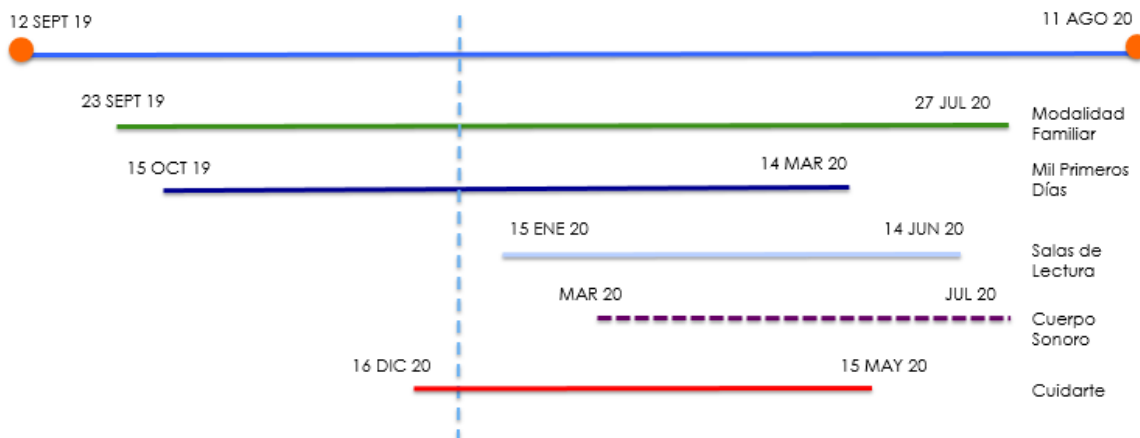 12 SEPT 19
11 AGO 20
23 SEPT 19
27 JUL 20
Modalidad
Familiar
15 OCT 19
14 MAR 20
Mil Primeros
Días
15 ENE 20
14 JUN 20
Salas de
Lectura
MAR 20
JUL 20
Cuerpo
Sonoro
16 DIC 20
15 MAY 20
Cuidarte